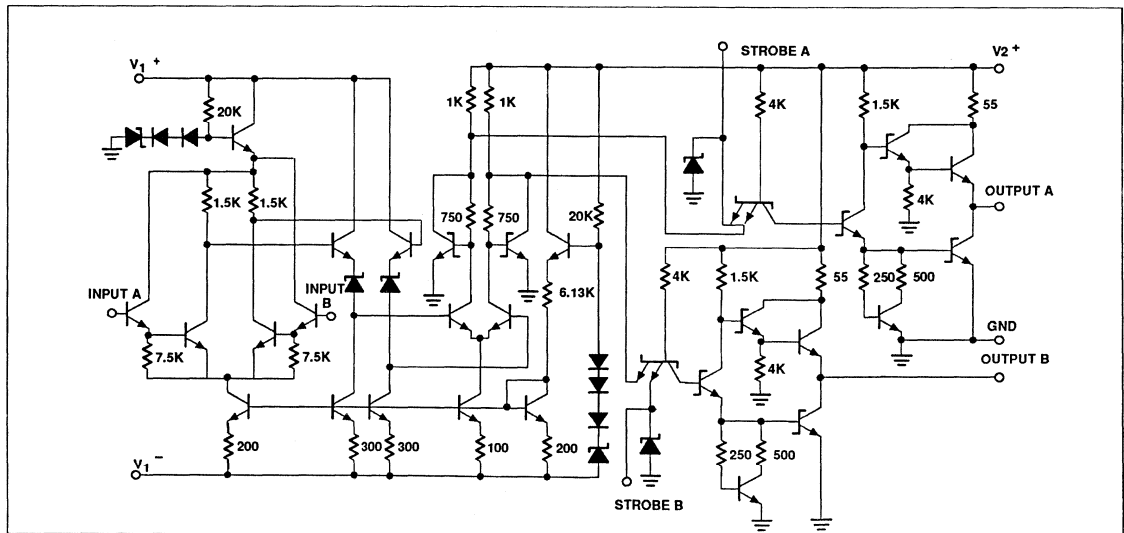 STROBE A
V2+
V1+
1K
1K
4K
1.5K
55
20K
4K
OUTPUT A
1.5K
1.5K
750
750
20K
INPUT A
INPUT B
6.13K
4K
1.5K
55
250
500
GND
OUTPUT B
7.5K
7.5K
4K
200
300
300
100
200
250
500
V1-
STROBE B